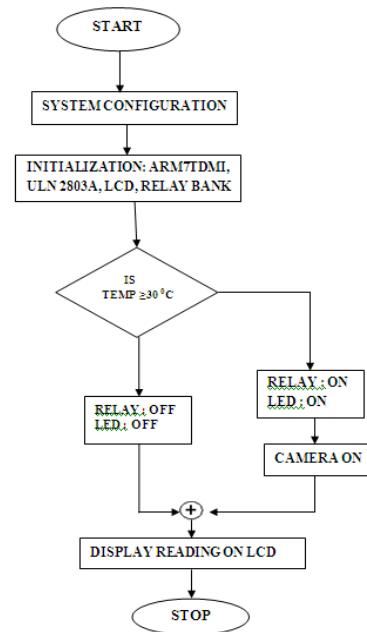 START
SYSTEM CONFIGURATION
INITIALIZATION: ARM7TDMI,
ULN 2803A, LCD, RELAY BANK
IS
TEMP ≥30 ⁰C
RELAY : OFF
LED : OFF
RELAY : ON
LED : ON
CAMERA ON
+
DISPLAY READING ON LCD
STOP